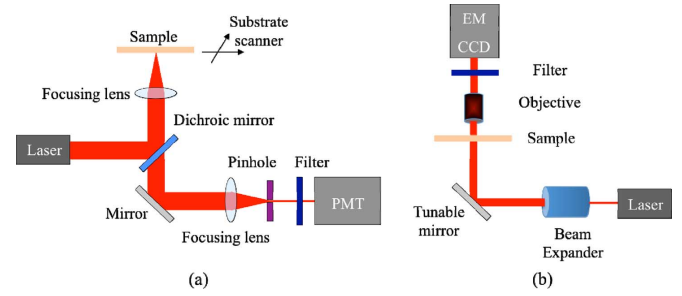 Sample
Substrate
scanner
Focusing lens
Dichroic mirror
Laser
Pinhole
Filter
Mirror
PMT
Focusing lens
(a)
EM
CCD
Filter
Objective
Sample
Tunable
mirror
Laser
Beam
Expander
(b)